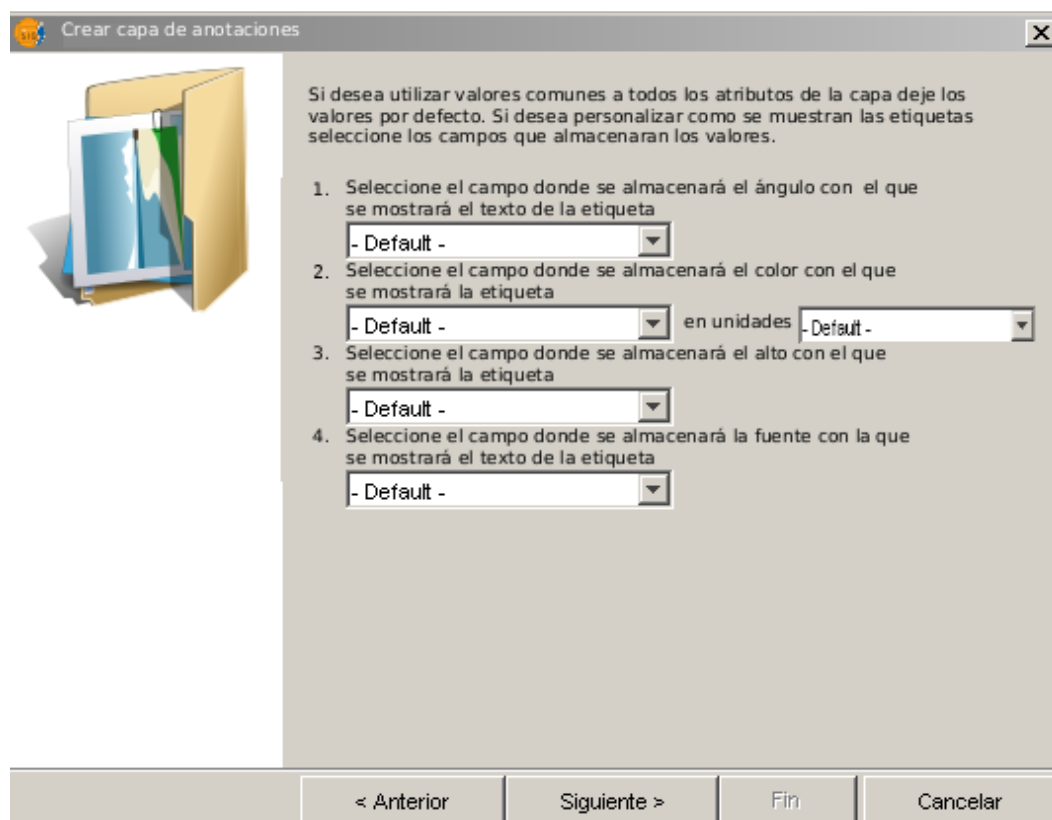 Crear capa de anotaciones
Si desea utilizar valores comunes a todos los atributos de la capa deje los
valores por defecto. Si desea personalizar como se muestran las etiquetas
seleccione los campos que almacenaran los valores.
1. Seleccione el campo donde se almacenará el ángulo con el que
se mostrará el texto de la etiqueta
- Default -
2. Seleccione el campo donde se almacenará el color con el que
se mostrará la etiqueta
- Default - en unidades - Default -
3. Seleccione el campo donde se almacenará el alto con el que
se mostrará la etiqueta
- Default -
4. Seleccione el campo donde se almacenará la fuente con la que
se mostrará el texto de la etiqueta
- Default -
< Anterior Siguiente > Fin Cancelar